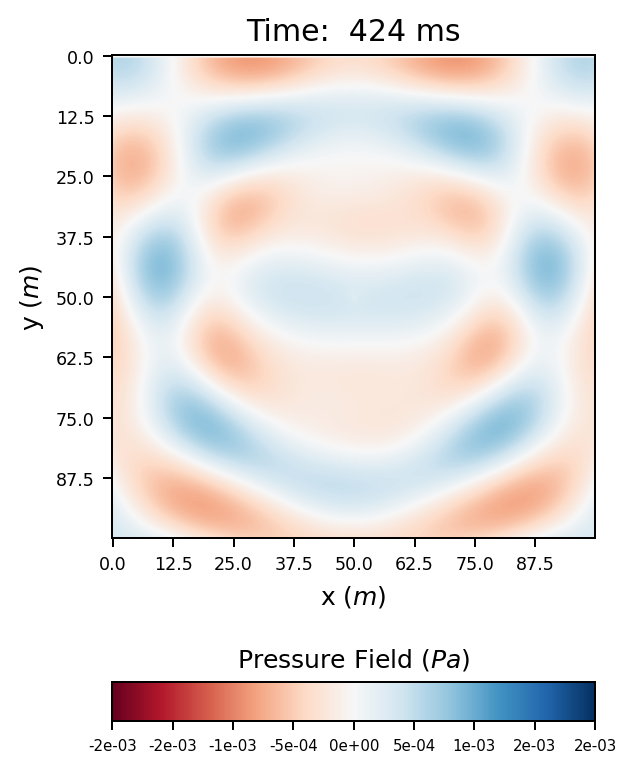 Time:  424 ms
0.0
12.5
25.0
37.5
50.0
62.5
75.0
87.5
y (m)
0.0 12.5 25.0 37.5 50.0 62.5 75.0 87.5
x (m)
Pressure Field (Pa)
-2e-03 -2e-03 -1e-03 -5e-04 0e+00 5e-04 1e-03 2e-03 2e-03